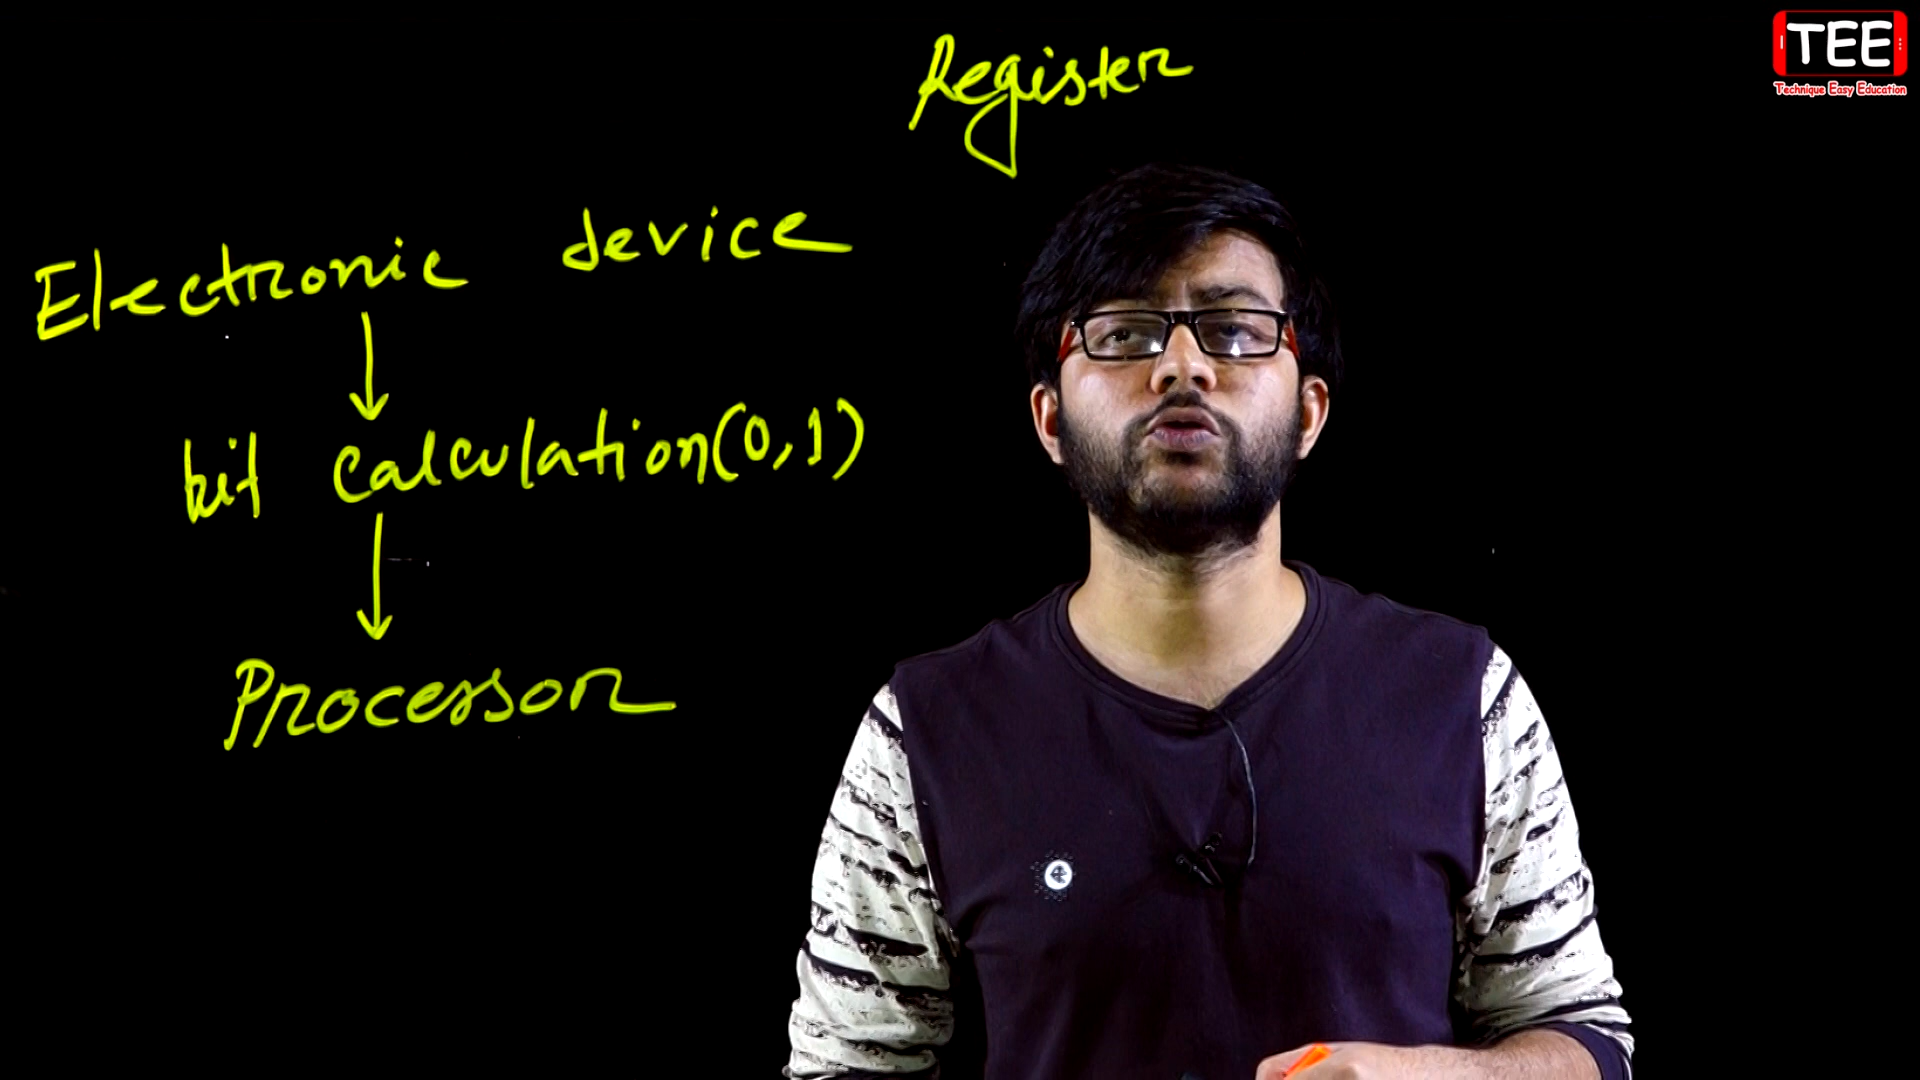 TEE
Technique Easy Education
Register
Electronic device
bit calculation(0,1)
Processor